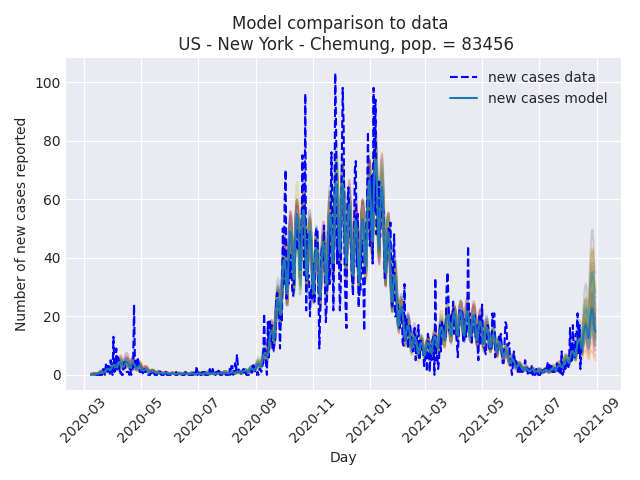 Model comparison to data
US - New York - Chemung, pop. = 83456
new cases data
new cases model
Number of new cases reported
100
80
60
40
20
0
2020-03
2020-05
2020-07
2020-09
2020-11
2021-01
2021-03
2021-05
2021-07
2021-09
Day